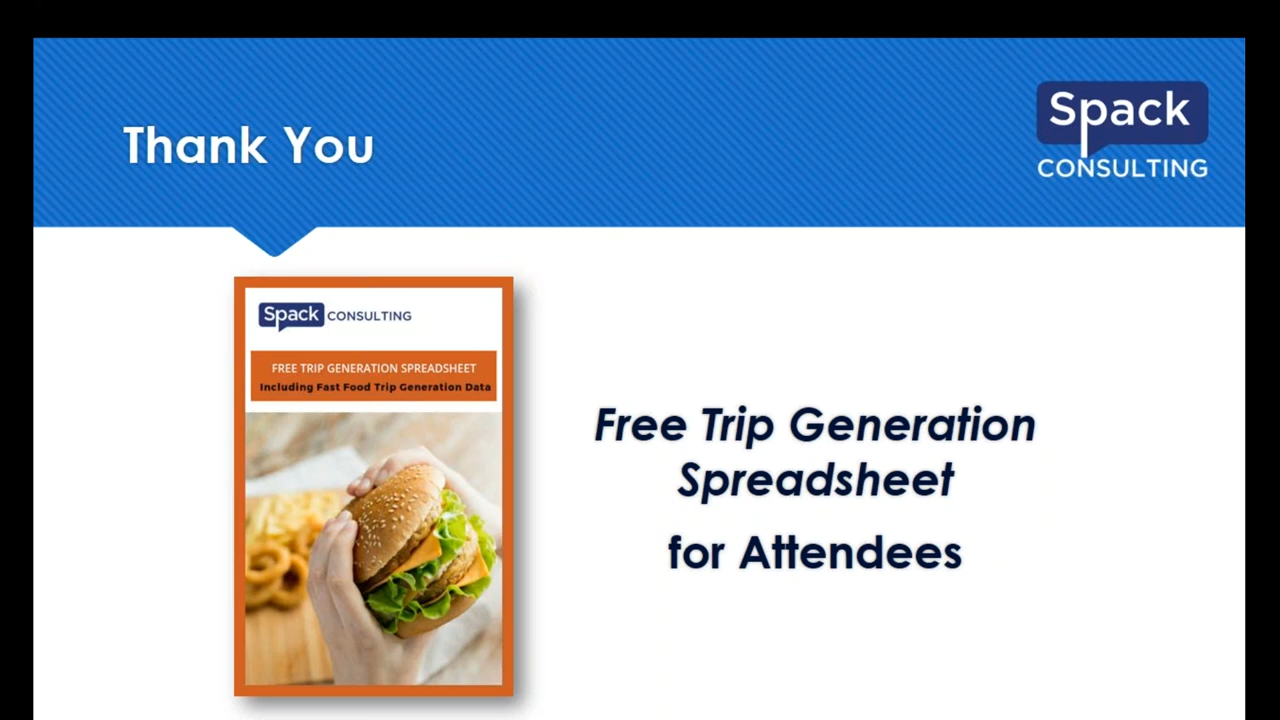 Thank You
Spack
CONSULTING
Spack CONSULTING
FREE TRIP GENERATION SPREADSHEET
Including Fast Food Trip Generation Data
Free Trip Generation
Spreadsheet
for Attendees